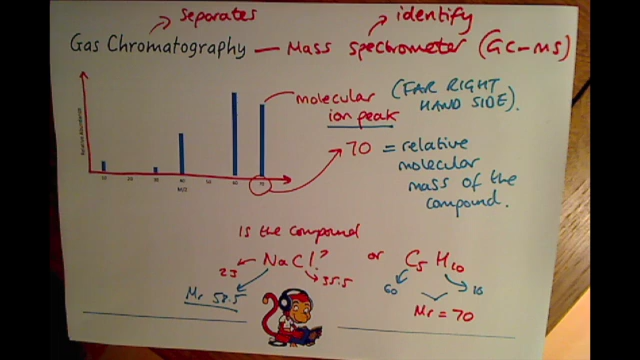 separates
identify
Gas Chromatography — Mass spectrometer (GC-MS)
molecular ion peak
(FAR RIGHT HAND SIDE).
Relative Abundance
10 30 40 60 70
M/Z
70 = relative
molecular
mass of the
compound.
Is the compound
NaCl? or C5 H10
23 35.5 60 10
Mr 58.5
Mr = 70